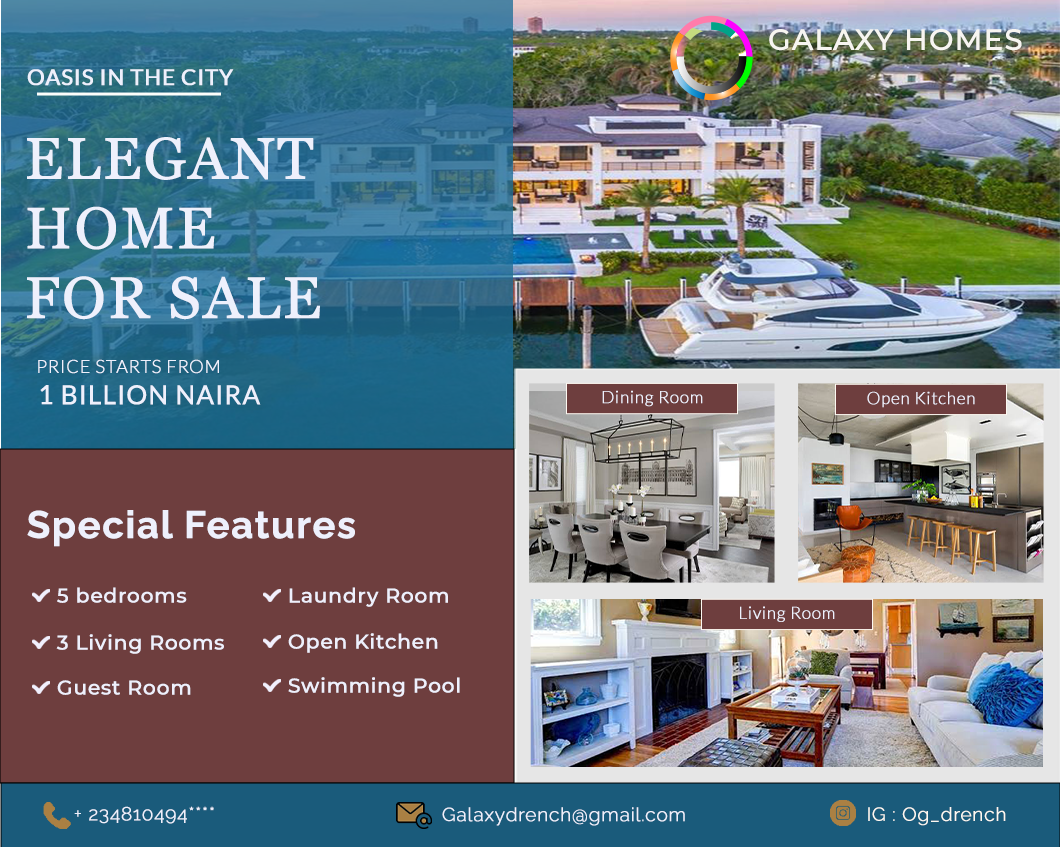 GALAXY HOMES
OASIS IN THE CITY
ELEGANT
HOME
FOR SALE
PRICE STARTS FROM
1 BILLION NAIRA
Dining Room
Open Kitchen
Living Room
Special Features
5 bedrooms
3 Living Rooms
Guest Room
Laundry Room
Open Kitchen
Swimming Pool
+ 234810494****
Galaxydrench@gmail.com
IG : Og_drench